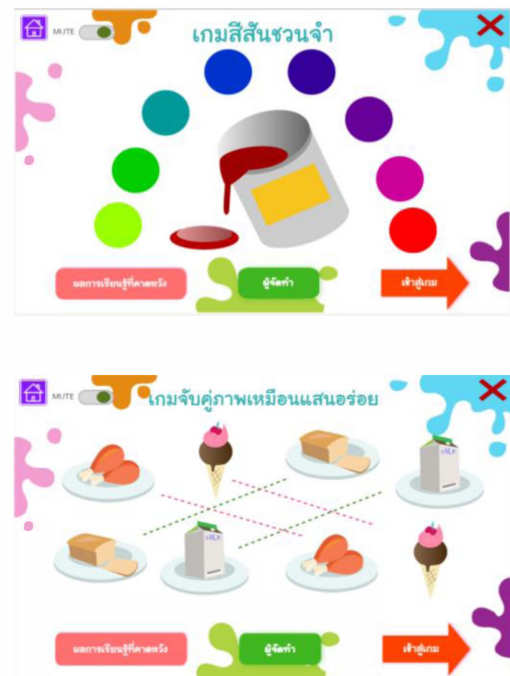 MUTE
เกมสีสันชวนจำ
ผลการเรียนรู้ที่คาดหวัง
ผู้จัดทำ
เข้าสู่เกม
MUTE
เกมจับคู่ภาพเหมือนแสนอร่อย
ผลการเรียนรู้ที่คาดหวัง
ผู้จัดทำ
เข้าสู่เกม